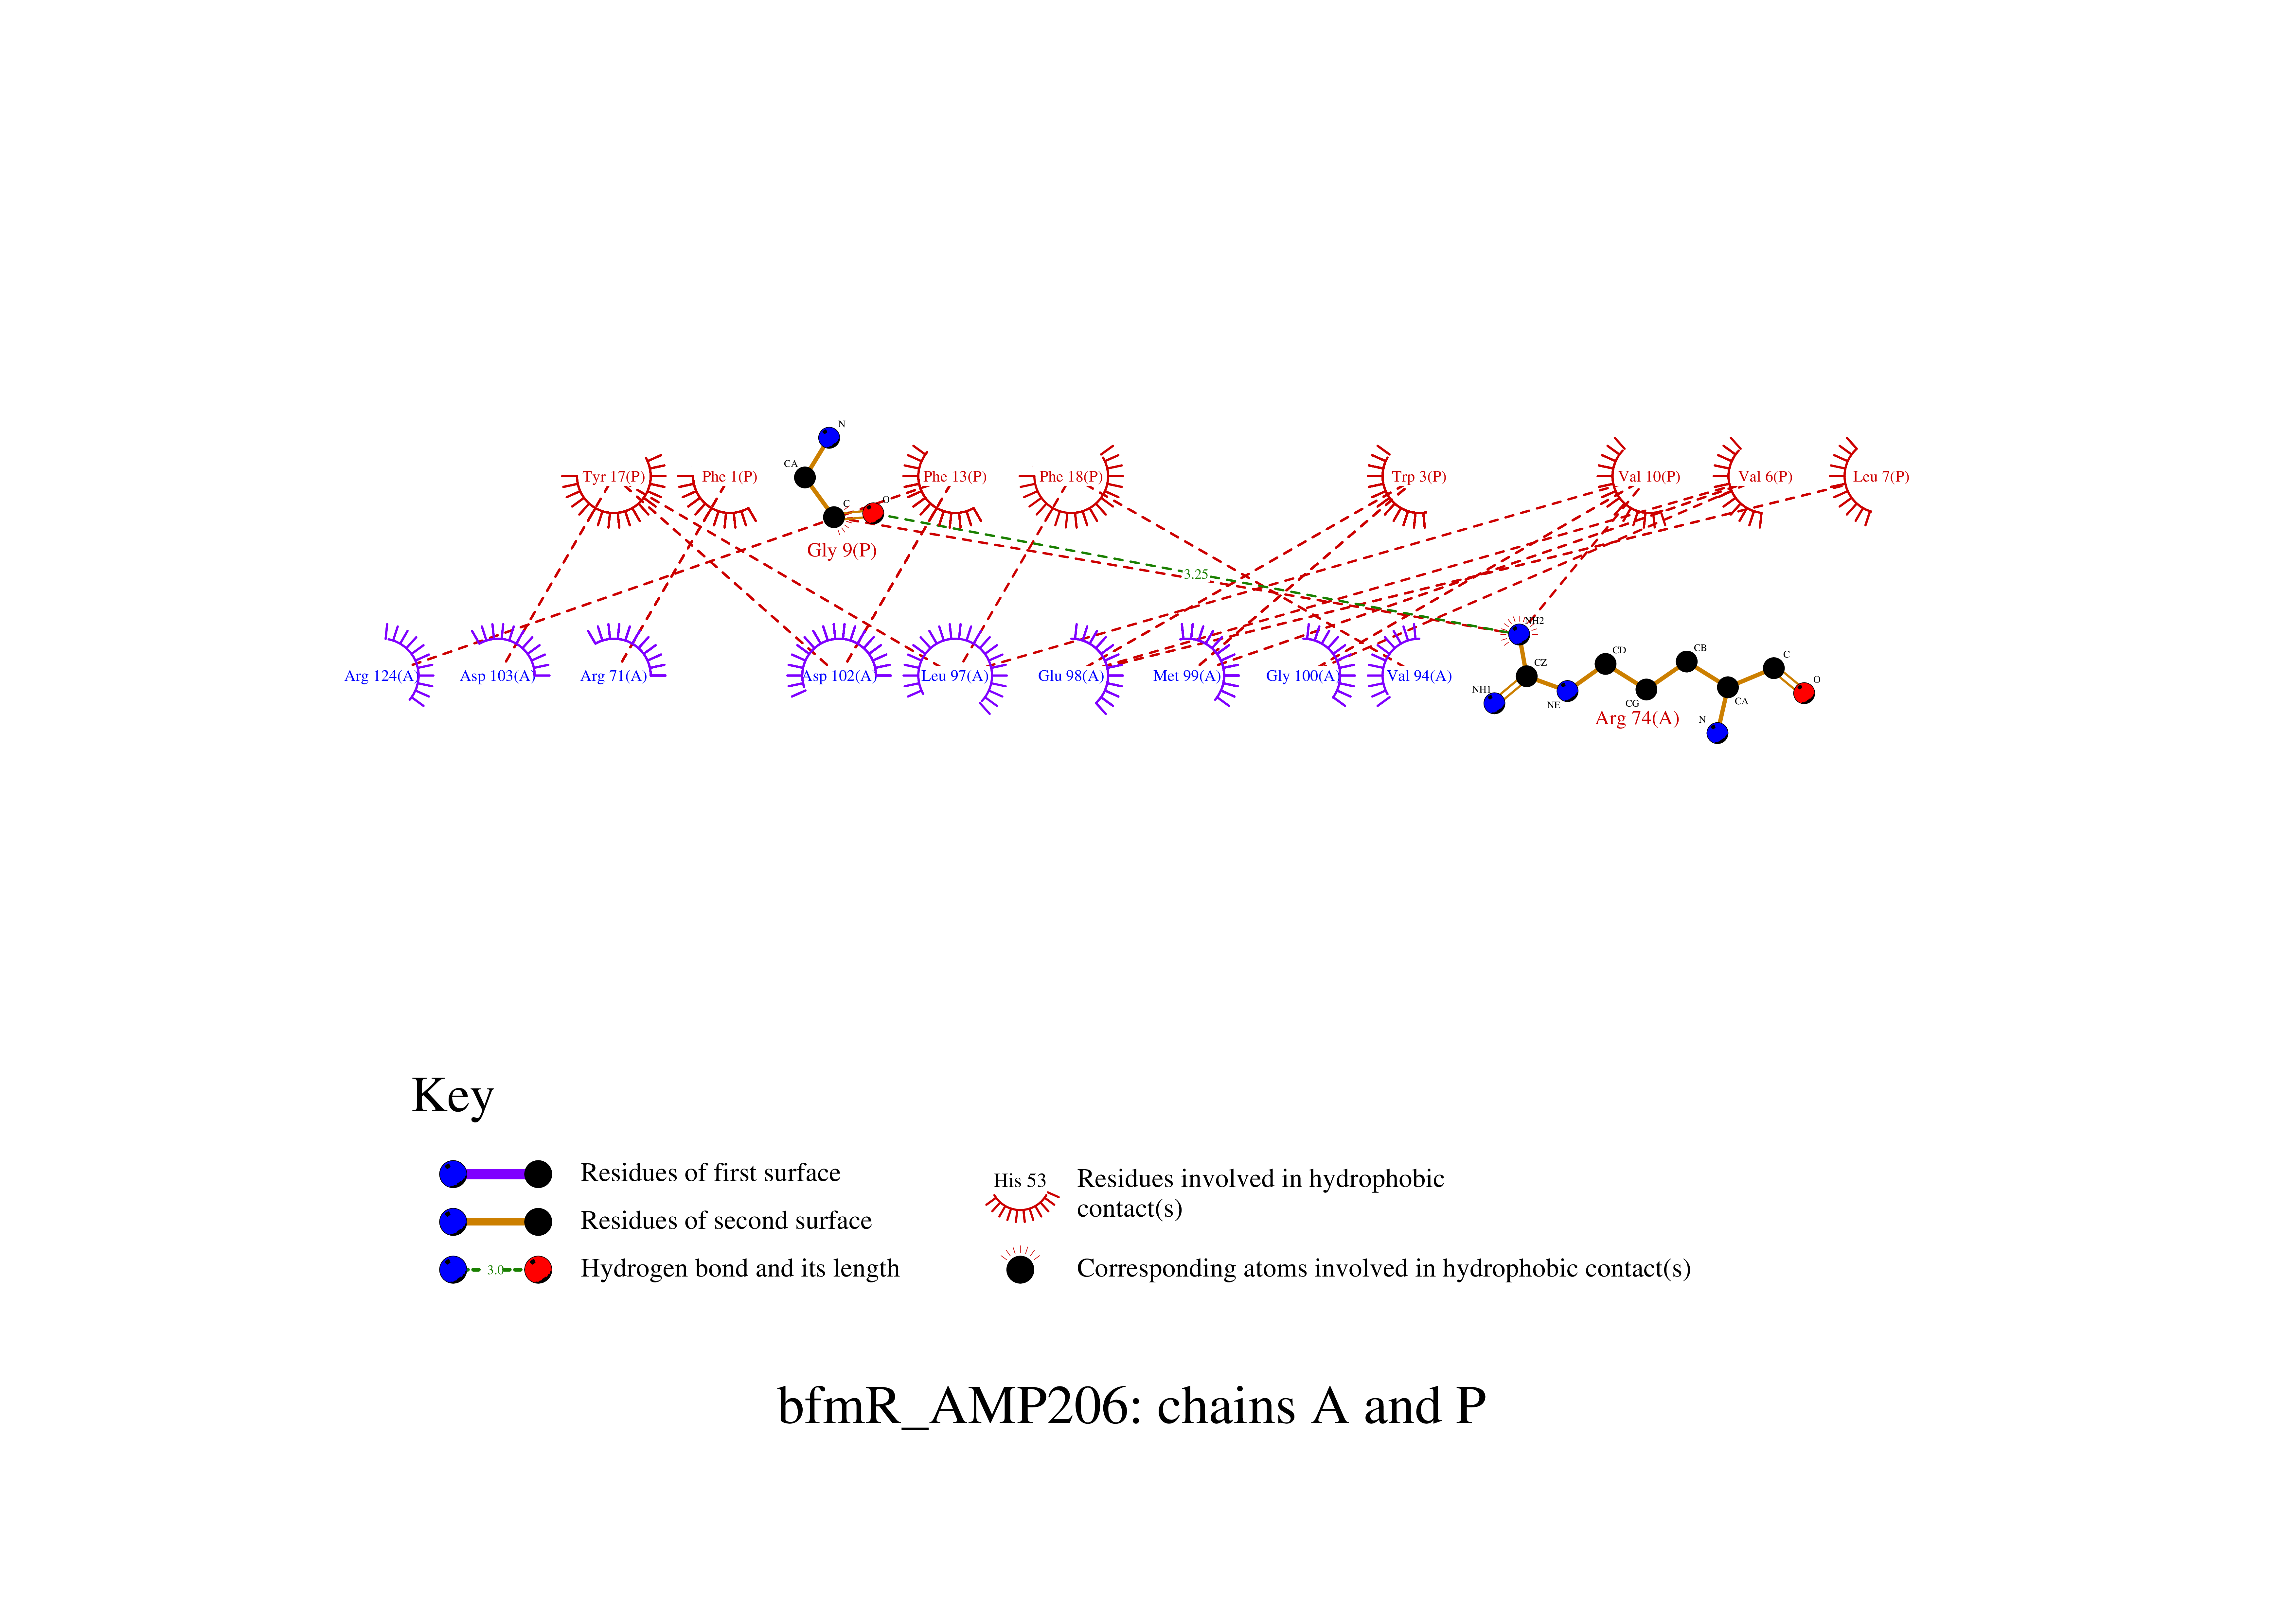 N
CA
Tyr 17(P) Phe 1(P) Phe 13(P) Phe 18(P) Trp 3(P) Val 10(P) Val 6(P) Leu 7(P)
C O
Gly 9(P)
3.25
NH2
CD CB C
CZ
Arg 124(A) Asp 103(A) Arg 71(A) Asp 102(A) Leu 97(A) Glu 98(A) Met 99(A) Gly 100(A) Val 94(A) O
NH1
NE CG CA
Arg 74(A) N
Key
Residues of first surface
Residues of second surface
3.0 Hydrogen bond and its length
His 53 Residues involved in hydrophobic
contact(s)
Corresponding atoms involved in hydrophobic contact(s)
bfmR_AMP206: chains A and P